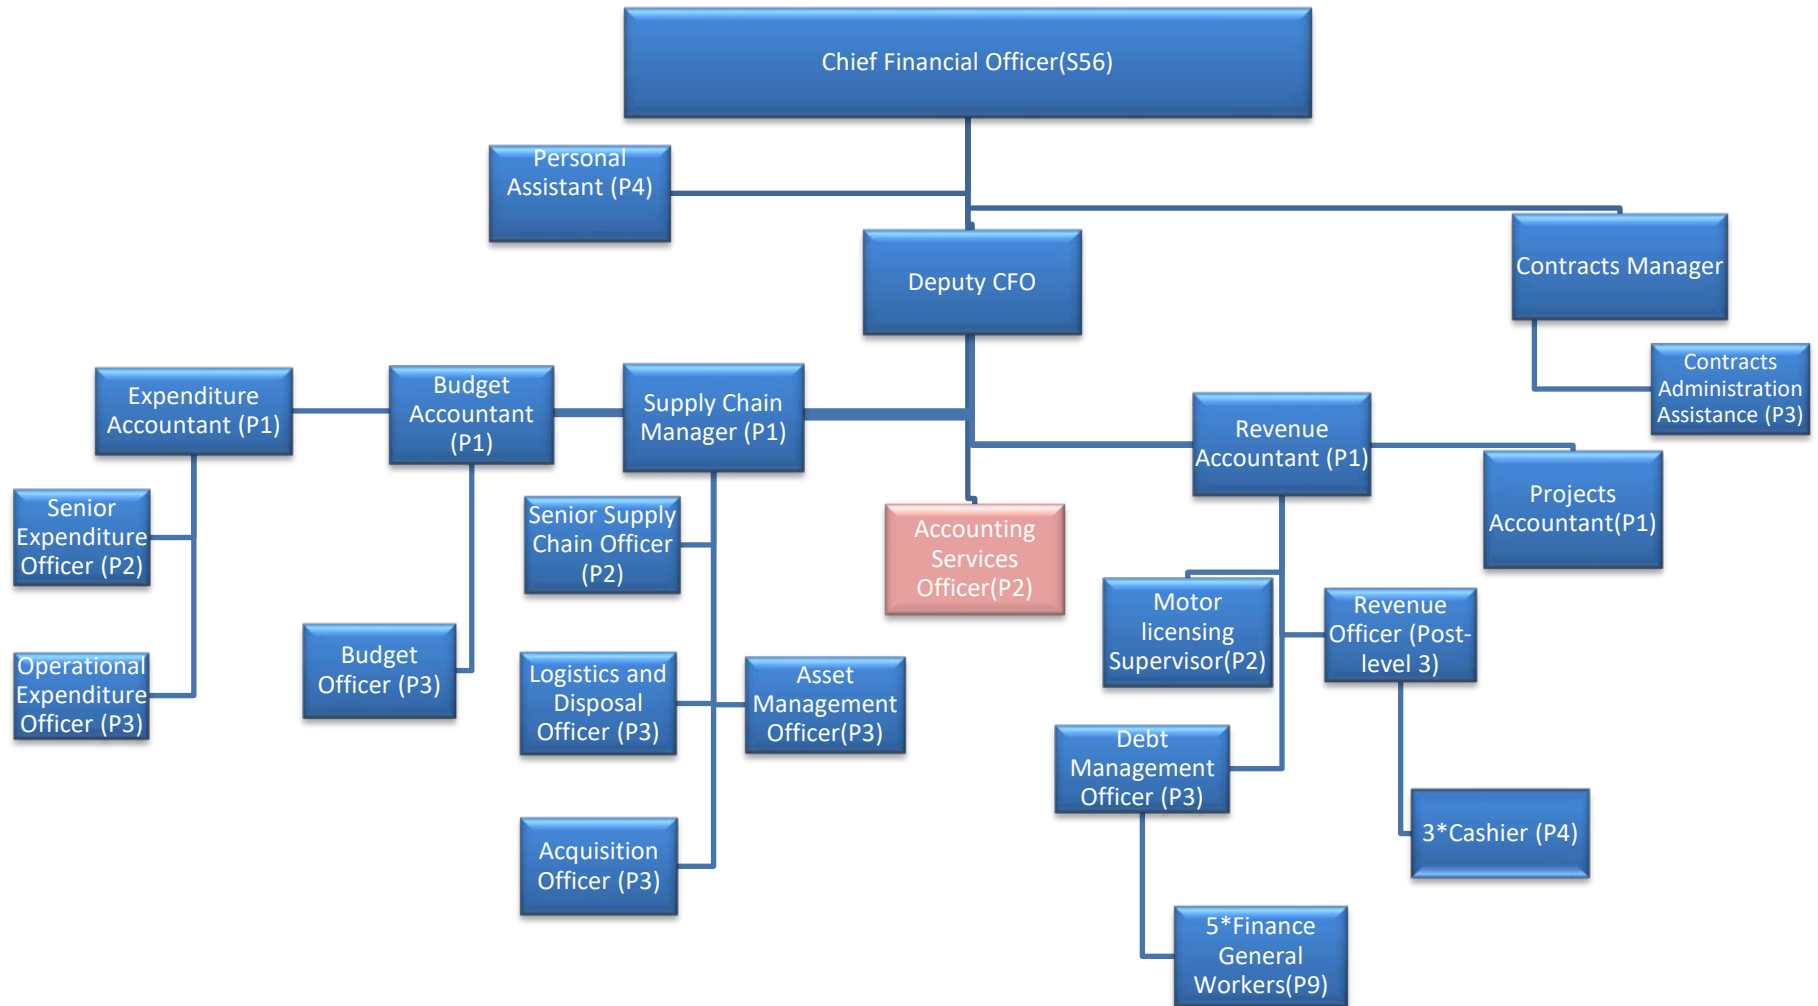 Chief Financial Officer(S56)
Personal
Assistant (P4)
Deputy CFO
Contracts Manager
Contracts
Administration
Assistance (P3)
Expenditure
Accountant (P1)
Budget
Accountant
(P1)
Supply Chain
Manager (P1)
Revenue
Accountant (P1)
Projects
Accountant(P1)
Senior
Expenditure
Officer (P2)
Senior Supply
Chain Officer
(P2)
Accounting
Services
Officer(P2)
Motor
licensing
Supervisor(P2)
Revenue
Officer (Post-
level 3)
Operational
Expenditure
Officer (P3)
Budget
Officer (P3)
Logistics and
Disposal
Officer (P3)
Asset
Management
Officer(P3)
Debt
Management
Officer (P3)
3*Cashier (P4)
Acquisition
Officer (P3)
5*Finance
General
Workers(P9)